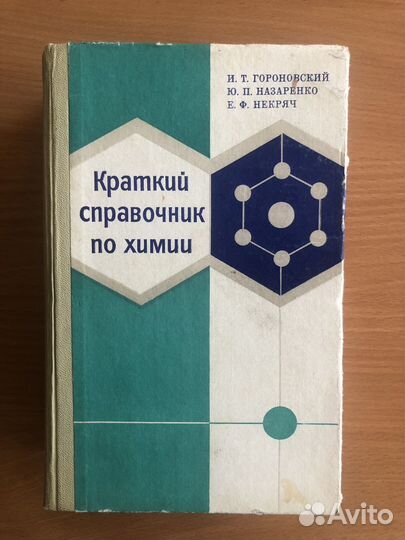 И. Т. ГОРОНОВСКИЙ
Ю. П. НАЗАРЕНКО
Е. Ф. НЕКРЯЧ
Краткий
справочник
по химии
Avito